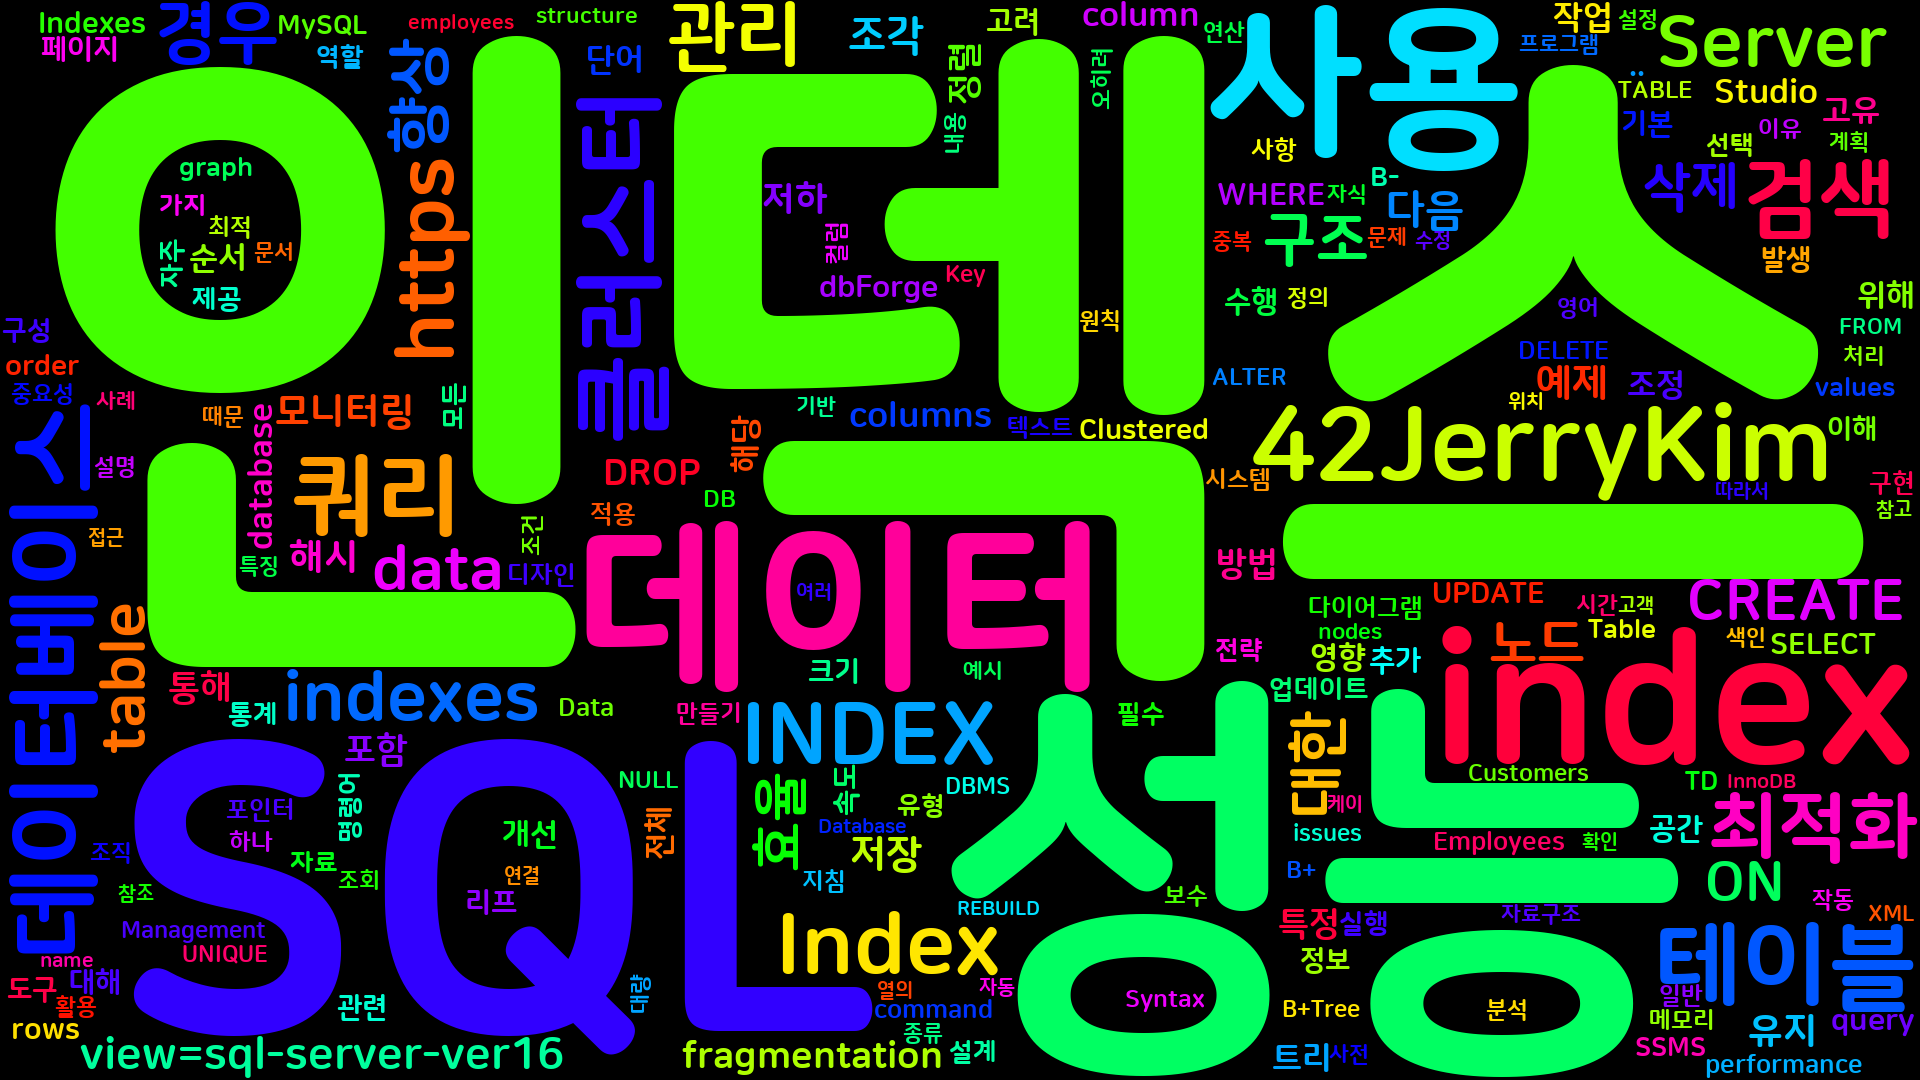 Indexes
페이지
경우
MySQL
역할
employees
structure
향상
단어
관리
조각
고려
column
연산
작업
설정
프로그램
Server
정렬
내용
오히려
사용
TABLE
Studio
고유
기본
이유
계획
선택
사항
인덱스
graph
가지
최적
자주
순서
문서
제공
https
클러스터
저하
컬럼
dbForge
Key
WHERE
자식
B-
다음
중복
구조
문제
수정
삭제
검색
발생
수행
정의
원칙
영어
위해
FROM
처리
DELETE
ALTER
예제
조정
values
위치
구성
order
중요성
사례
때문
database
모니터링
모든
기반
columns
텍스트
Clustered
해당
42JerryKim
이해
설명
데이터베이스
접근
쿼리
DROP
DB
적용
시스템
따라서
구현
참고
특징
해시
data
조건
디자인
데이터
여러
방법
인덱스는
UPDATE
다이어그램
nodes
시간
고객
Table
CREATE
색인
SELECT
table
통해
통계
indexes
Data
크기
예시
만들기
필수
전략
영향
추가
업데이트
노드
index
포함
INDEX
대한
Customers
TD
InnoDB
SQL
포인터
하나
명령어
NULL
전체
효율
속도
유형
DBMS
Database
성능
케이
issues
Employees
확인
공간
최적화
조직
참조
자료
조회
개선
연결
리프
저장
지침
보수
B+
ON
작동
Management
UNIQUE
name
대해
도구
활용
rows
관련
대량
Index
REBUILD
자동
열의
command
종류
설계
특정
실행
정보
자료구조
XML
테이블
일반
메모리
유지
query
SSMS
performance
Syntax
B+Tree
분석
트리
사전
view=sql-server-ver16
fragmentation